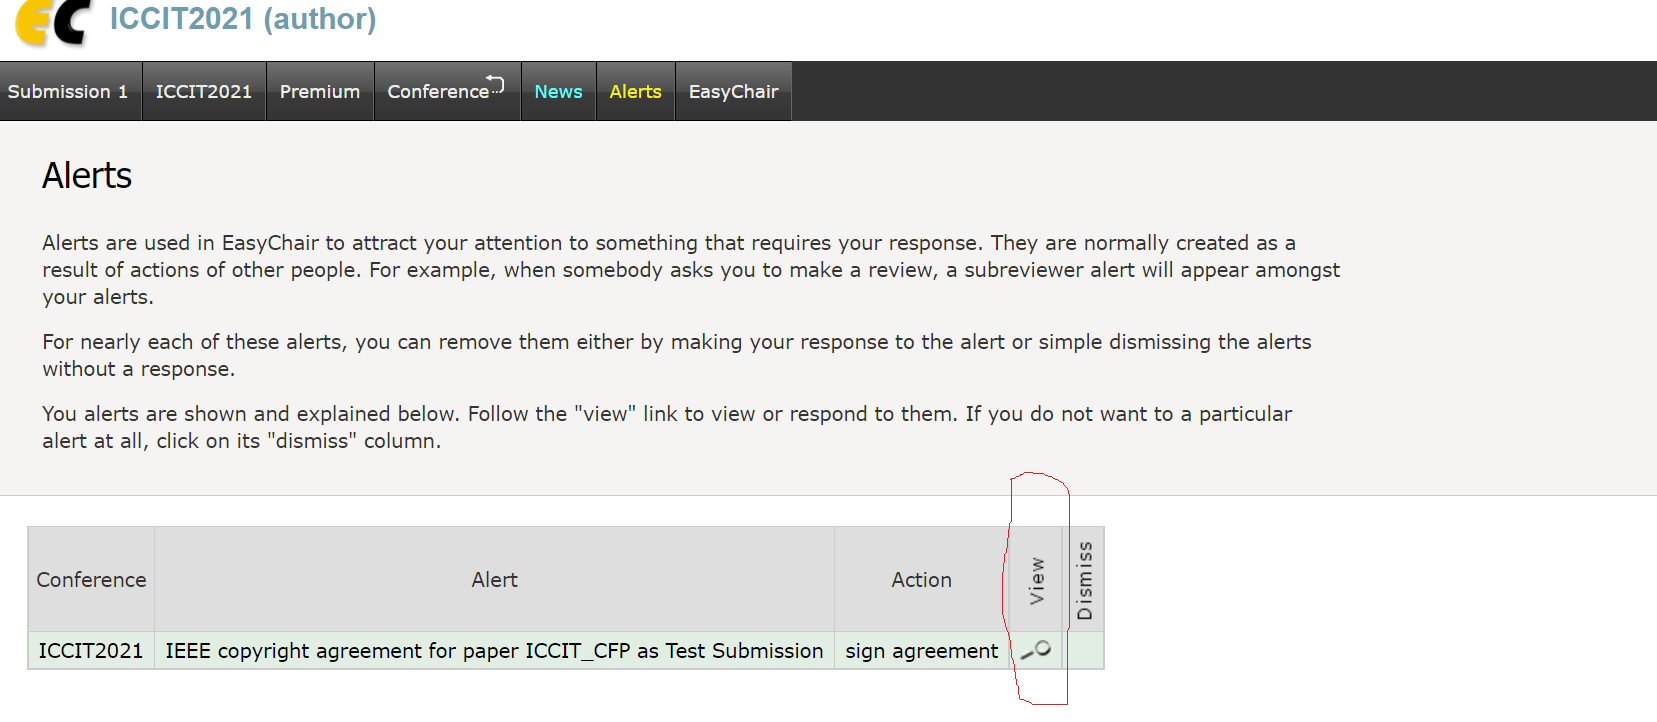 EC
ICCIT2021 (author)
Submission 1 ICCIT2021 Premium Conference News Alerts EasyChair
Alerts
Alerts are used in EasyChair to attract your attention to something that requires your response. They are normally created as a
result of actions of other people. For example, when somebody asks you to make a review, a subreviewer alert will appear amongst
your alerts.
For nearly each of these alerts, you can remove them either by making your response to the alert or simple dismissing the alerts
without a response.
You alerts are shown and explained below. Follow the "view" link to view or respond to them. If you do not want to a particular
alert at all, click on its "dismiss" column.
Conference Alert Action View Dismiss
ICCIT2021 IEEE copyright agreement for paper ICCIT_CFP as Test Submission sign agreement